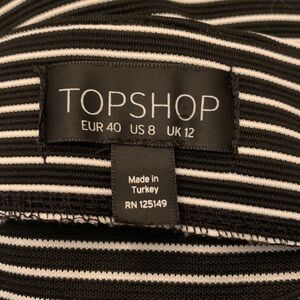 TOPSHOP
EUR 40 US 8 UK 12
Made in
Turkey
RN 125149